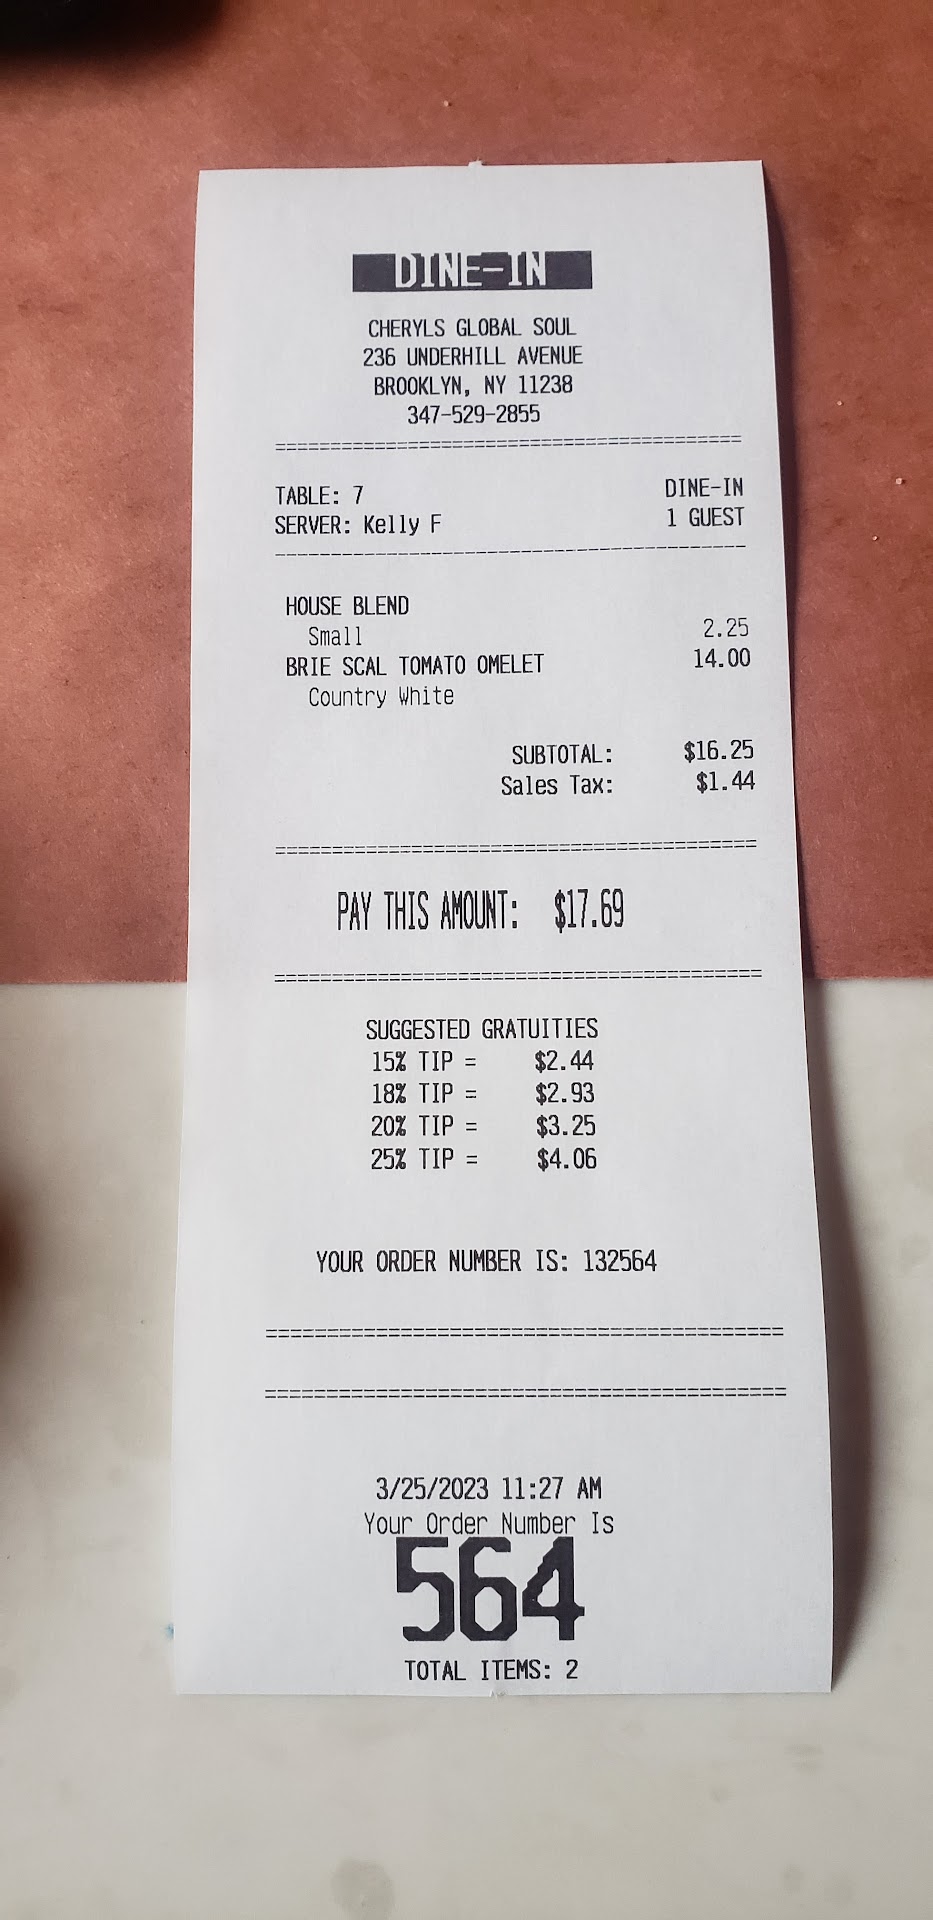 DINE-IN
CHERYLS GLOBAL SOUL
236 UNDERHILL AVENUE
BROOKLYN, NY 11238
347-529-2855
==========================================
TABLE: 7 DINE-IN
SERVER: Kelly F 1 GUEST
------------------------------------------
HOUSE BLEND
Small 2.25
BRIE SCAL TOMATO OMELET 14.00
Country White
SUBTOTAL: $16.25
Sales Tax: $1.44
==========================================
PAY THIS AMOUNT: $17.69
==========================================
SUGGESTED GRATUITIES
15% TIP = $2.44
18% TIP = $2.93
20% TIP = $3.25
25% TIP = $4.06
YOUR ORDER NUMBER IS: 132564
==========================================
==========================================
3/25/2023 11:27 AM
Your Order Number Is
564
TOTAL ITEMS: 2